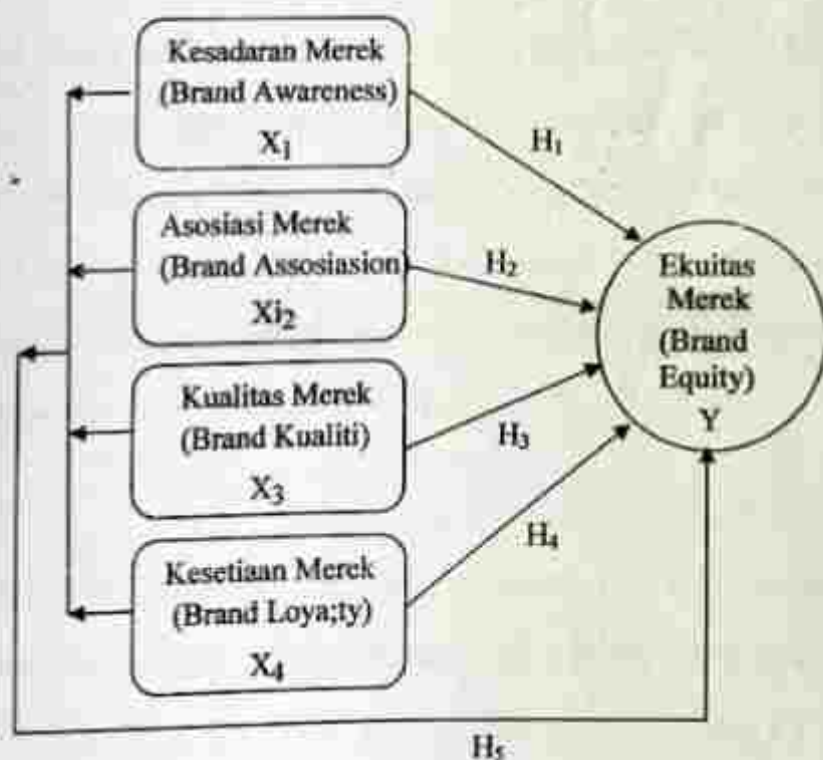 Kesadaran Merek
(Brand Awareness)
X1
H1
Asosiasi Merek
(Brand Assosiasion)
Xi2
H2
Ekuitas
Merek
(Brand
Equity)
Y
Kualitas Merek
(Brand Kualiti)
X3
H3
Kesetiaan Merek
(Brand Loya;ty)
X4
H4
H5